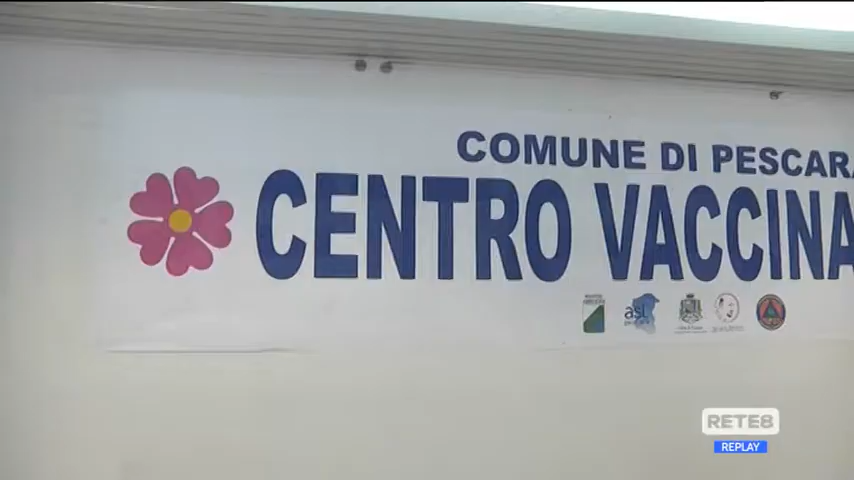 COMUNE DI PESCARA
CENTRO VACCINA
asl
RETE8
REPLAY